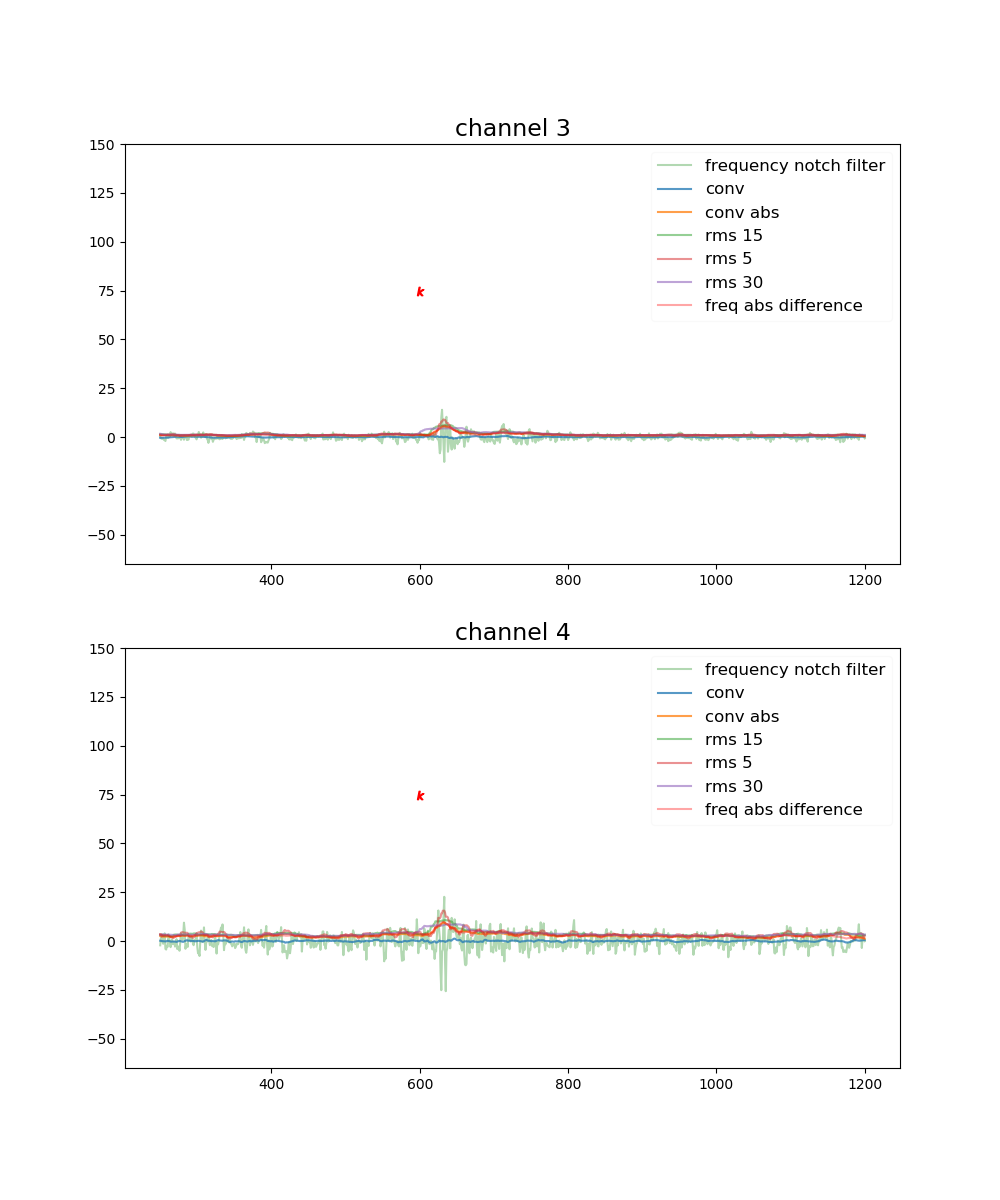 channel 3
150
125
100
75
50
25
0
−25
−50
frequency notch filter
conv
conv abs
rms 15
rms 5
rms 30
freq abs difference
k
400 600 800 1000 1200
channel 4
150
125
100
75
50
25
0
−25
−50
frequency notch filter
conv
conv abs
rms 15
rms 5
rms 30
freq abs difference
k
400 600 800 1000 1200